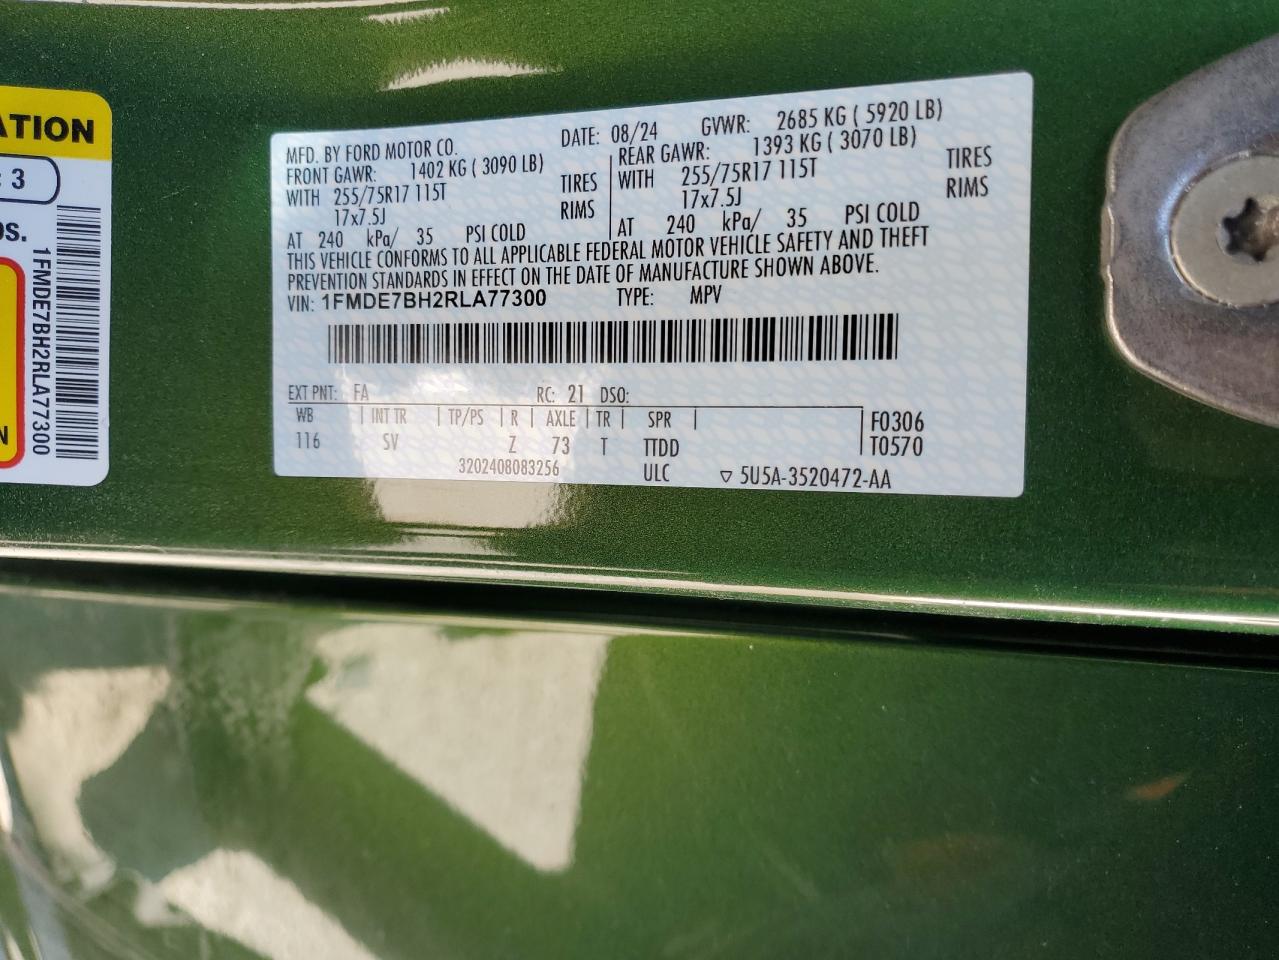 ATION
: 3
OS.
1FMDE7BH2RLA77300
N
MFD. BY FORD MOTOR CO. DATE: 08/24 GVWR: 2685 KG ( 5920 LB)
FRONT GAWR: 1402 KG ( 3090 LB) REAR GAWR: 1393 KG ( 3070 LB)
WITH 255/75R17 115T TIRES WITH 255/75R17 115T TIRES
17x7.5J RIMS 17x7.5J RIMS
AT 240 kPa/ 35 PSI COLD AT 240 kPa/ 35 PSI COLD
THIS VEHICLE CONFORMS TO ALL APPLICABLE FEDERAL MOTOR VEHICLE SAFETY AND THEFT
PREVENTION STANDARDS IN EFFECT ON THE DATE OF MANUFACTURE SHOWN ABOVE.
VIN: 1FMDE7BH2RLA77300 TYPE: MPV
EXT PNT: FA RC: 21 DSO:
WB | INT TR | TP/PS | R | AXLE | TR | SPR | F0306
116 SV Z 73 T TTDD T0570
3202408083256 ULC ▽ 5U5A-3520472-AA